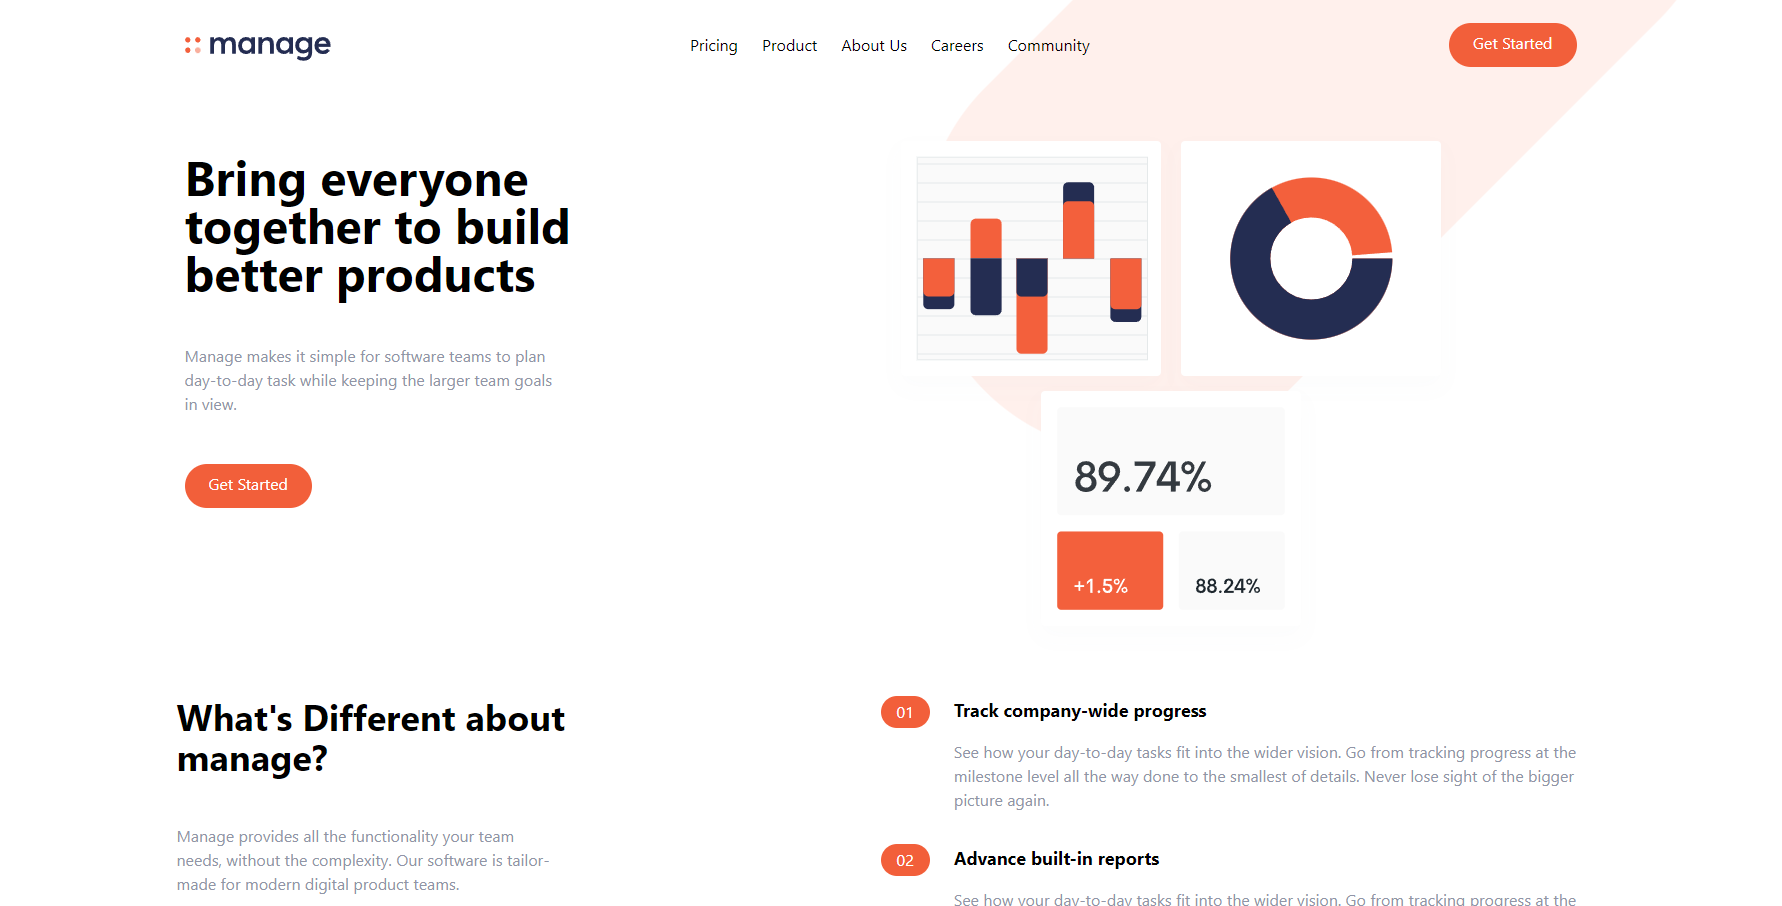 manage
Pricing Product About Us Careers Community
Get Started
Bring everyone
together to build
better products
Manage makes it simple for software teams to plan
day-to-day task while keeping the larger team goals
in view.
Get Started
89.74%
+1.5%
88.24%
What's Different about
manage?
Manage provides all the functionality your team
needs, without the complexity. Our software is tailor-
made for modern digital product teams.
01
Track company-wide progress
See how your day-to-day tasks fit into the wider vision. Go from tracking progress at the
milestone level all the way done to the smallest of details. Never lose sight of the bigger
picture again.
02
Advance built-in reports
See how your day-to-day tasks fit into the wider vision. Go from tracking progress at the